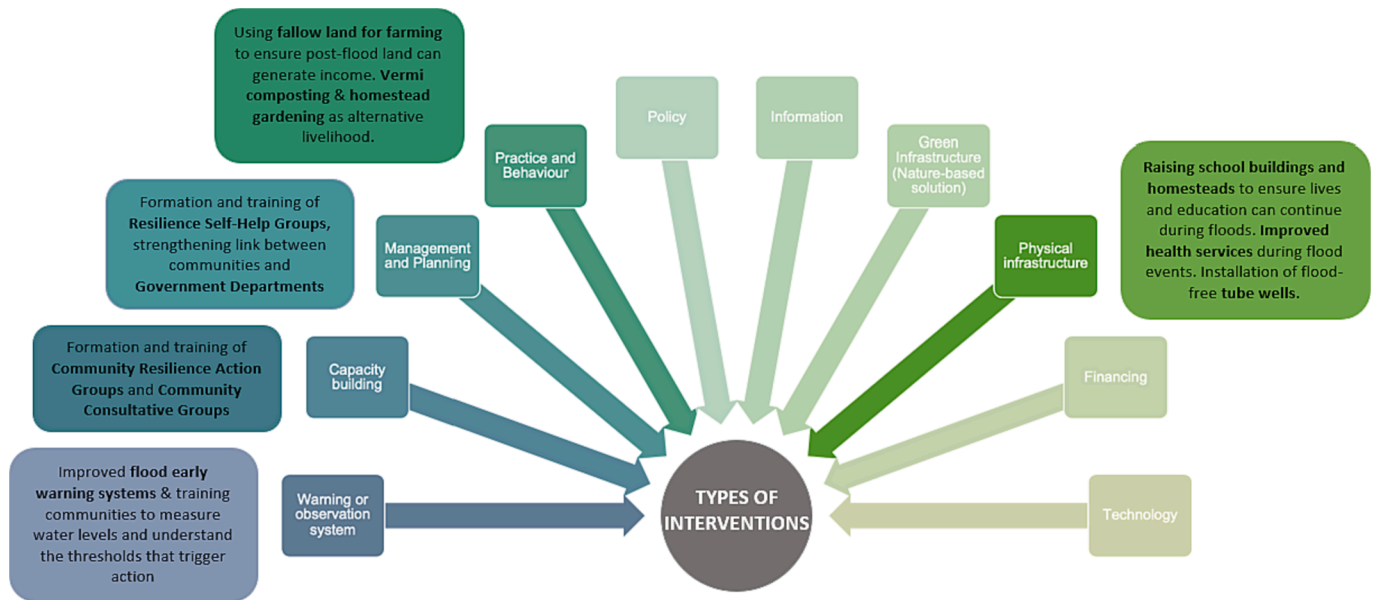 Using fallow land for farming
to ensure post-flood land can
generate income. Vermi
composting & homestead
gardening as alternative
livelihood.
Policy
Information
Practice and
Behaviour
Green
Infrastructure
(Nature-based
solution)
Raising school buildings and
homesteads to ensure lives
and education can continue
during floods. Improved
health services during flood
events. Installation of flood-
free tube wells.
Formation and training of
Resilience Self-Help Groups,
strengthening link between
communities and
Government Departments
Management
and Planning
Physical
infrastructure
Formation and training of
Community Resilience Action
Groups and Community
Consultative Groups
Capacity
building
Financing
Improved flood early
warning systems & training
communities to measure
water levels and understand
the thresholds that trigger
action
Warning or
observation
system
TYPES OF
INTERVENTIONS
Technology